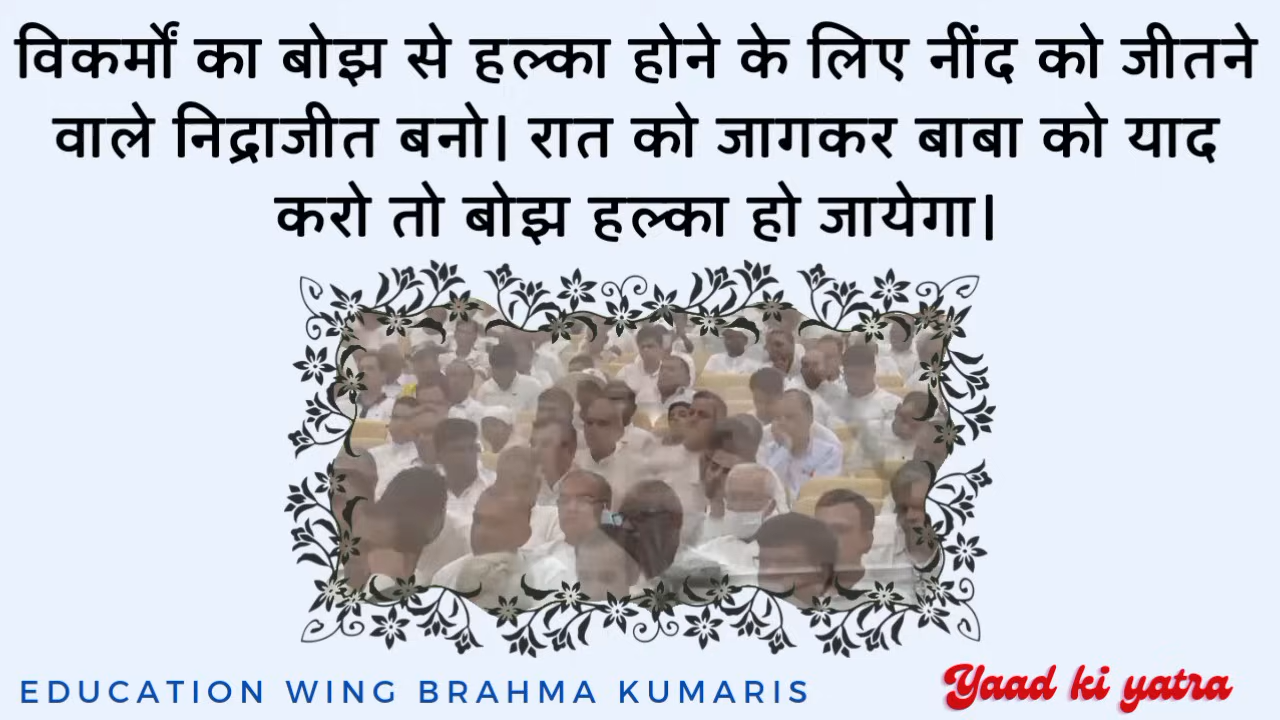 विकर्मों का बोझ से हल्का होने के लिए नींद को जीतने
वाले निद्राजीत बनो| रात को जागकर बाबा को याद
करो तो बोझ हल्का हो जायेगा|
EDUCATION WING BRAHMA KUMARIS
Yaad ki yatra